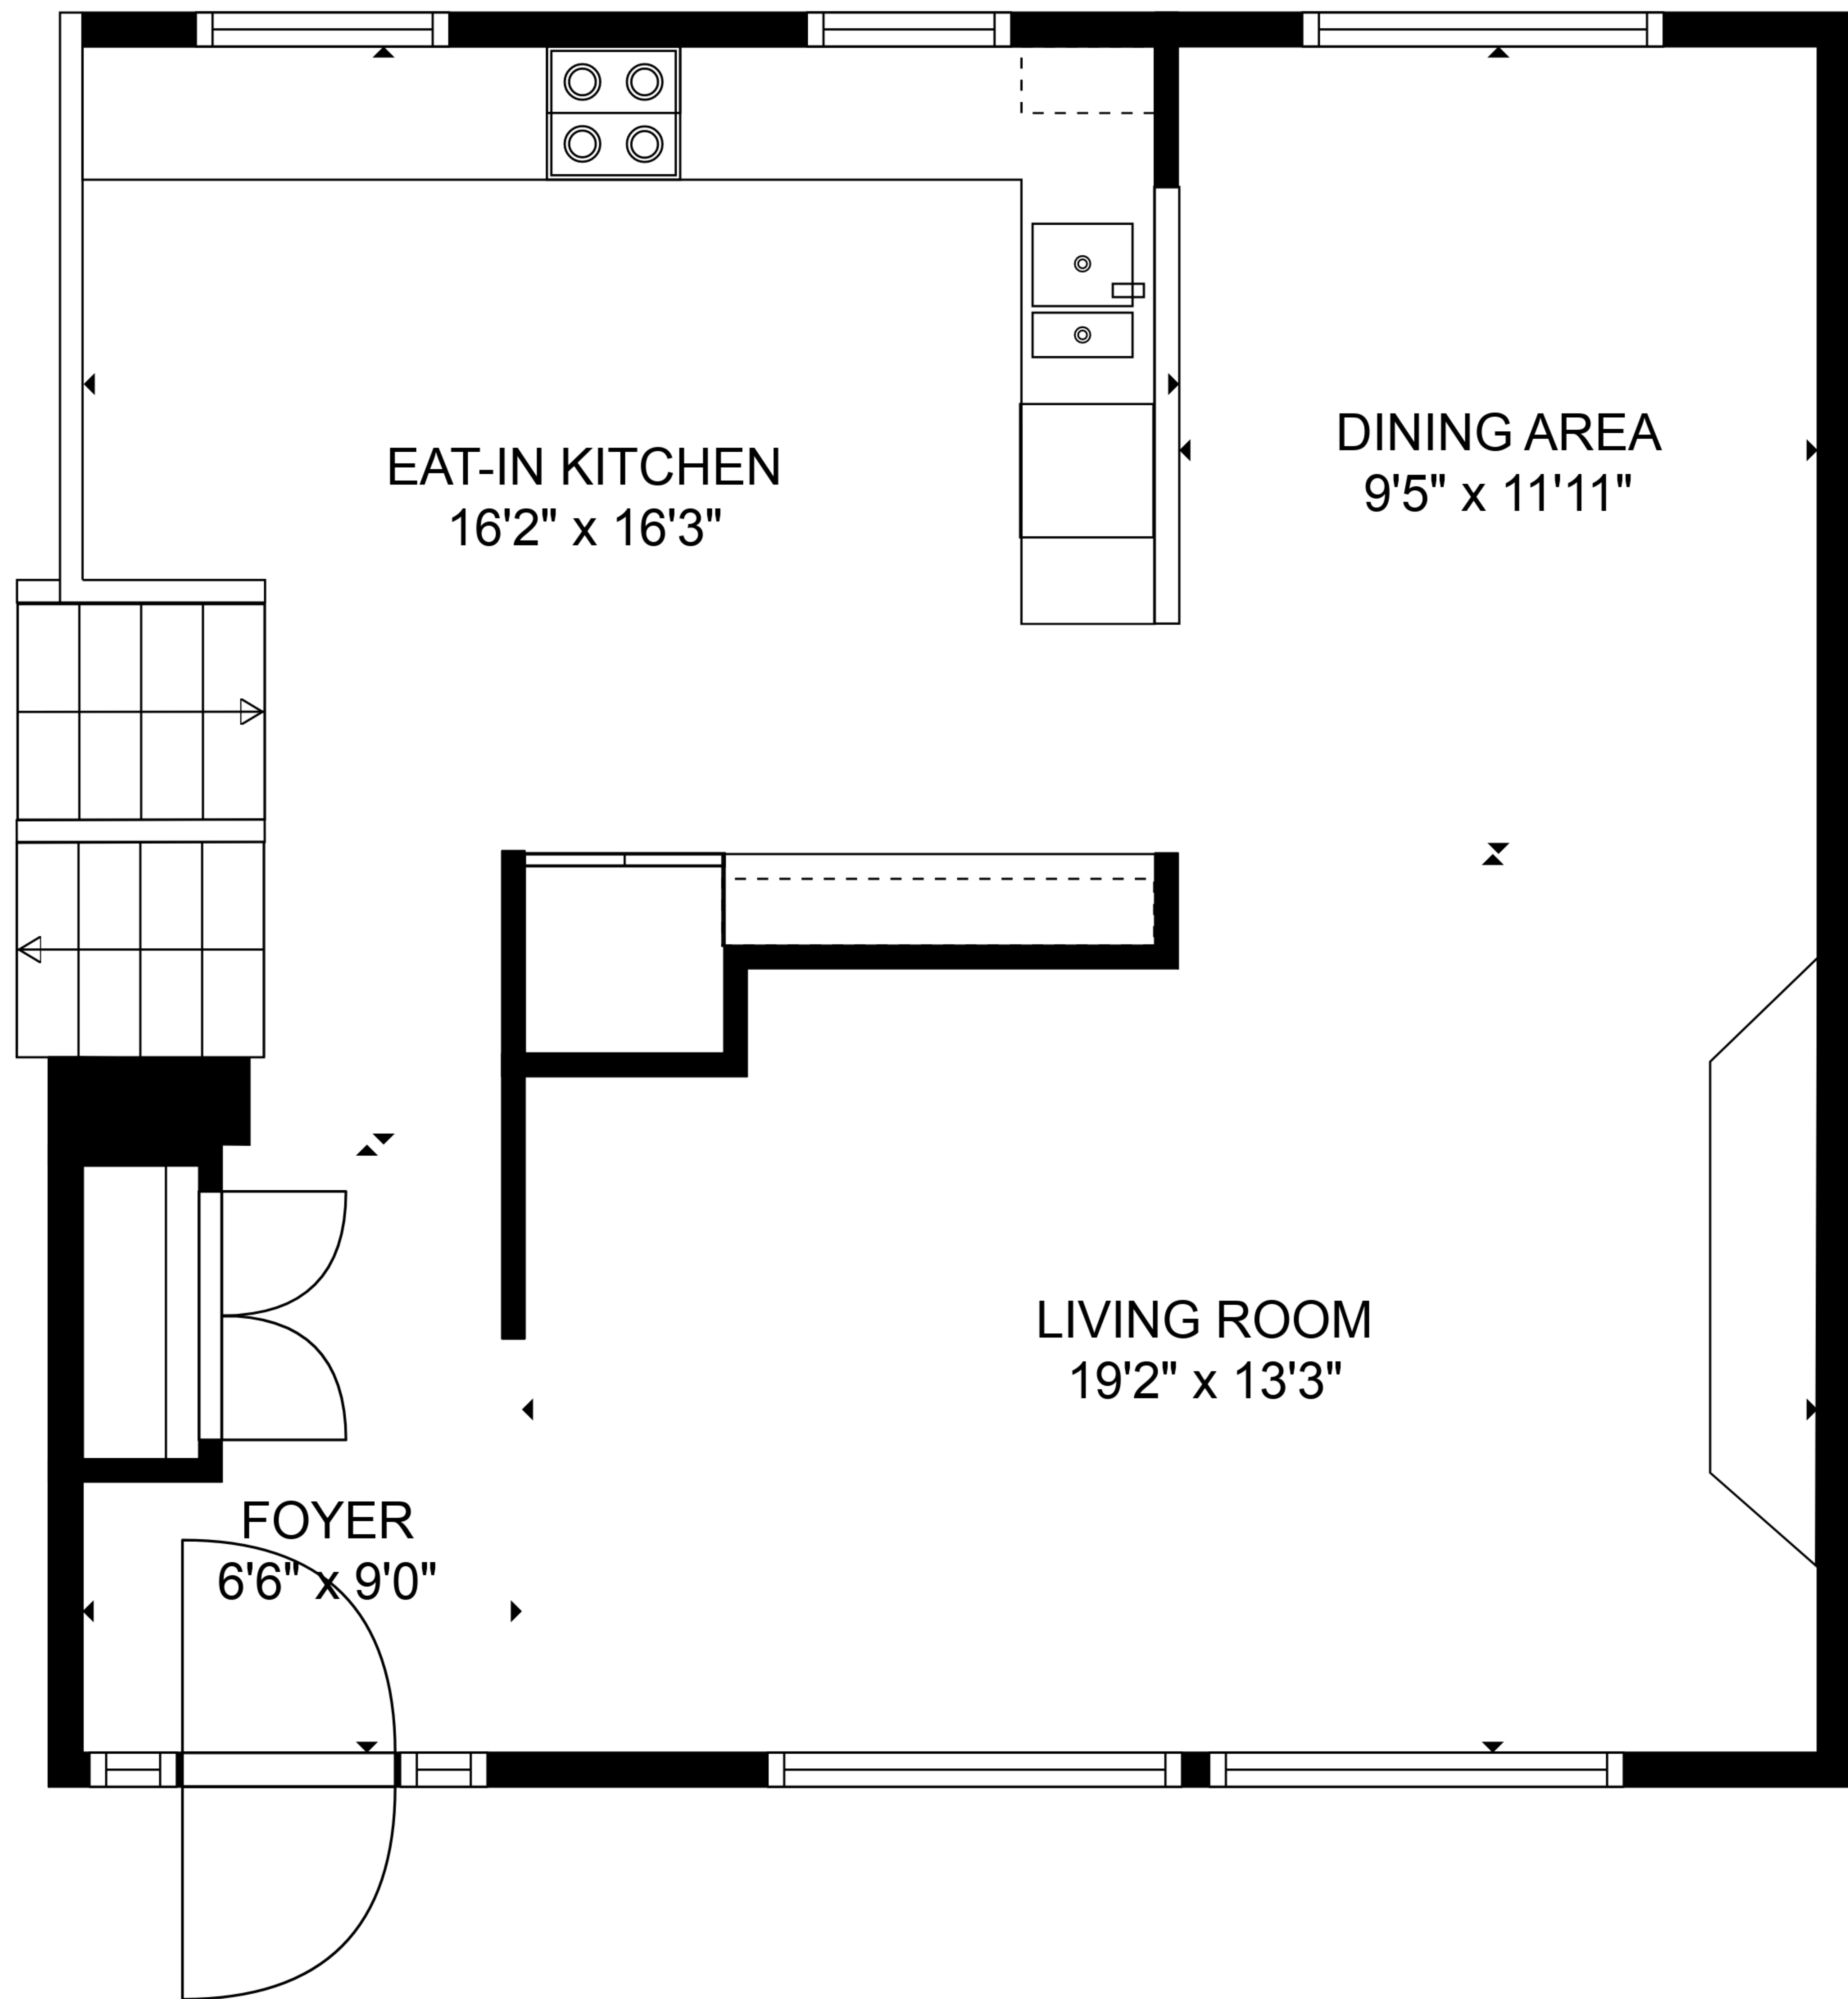 EAT-IN KITCHEN
16'2" x 16'3"
DINING AREA
9'5" x 11'11"
LIVING ROOM
19'2" x 13'3"
FOYER
6'6" x 9'0"